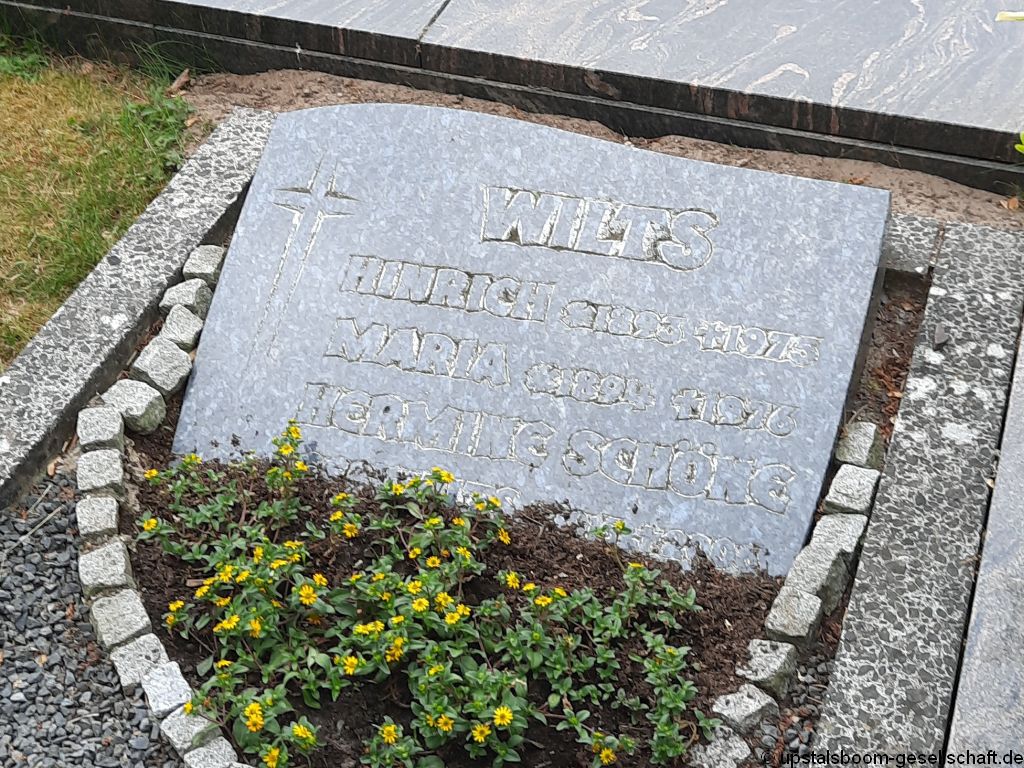 WILTS
HINRICH *1893 †1975
MARIA *1894 †1976
HERMINE SCHÖNE
© upstalsboom-gesellschaft.de